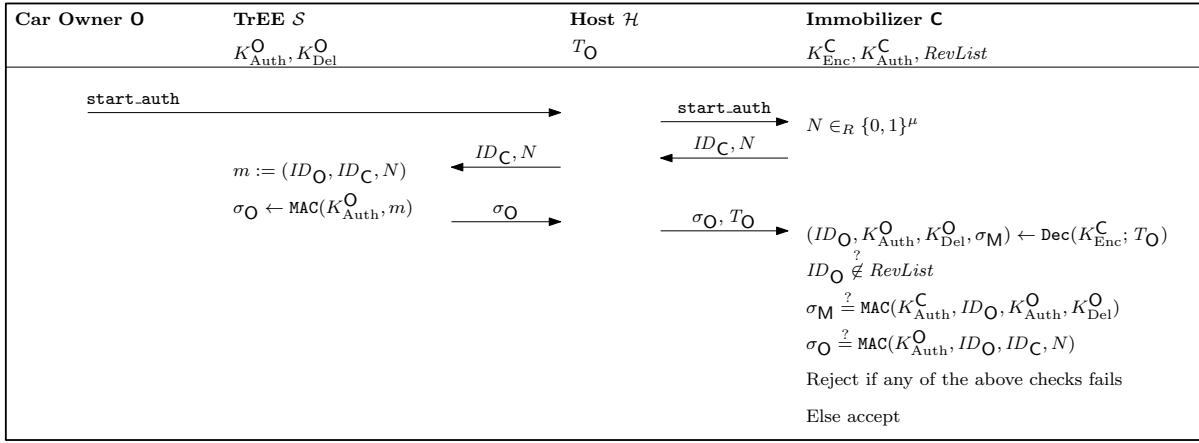 Car Owner O TrEE S Host H Immobilizer C
K^O_Auth, K^O_Del T_O K^C_Enc, K^C_Auth, RevList
start_auth
start_auth
N ∈_R {0, 1}^μ
ID_C, N
ID_C, N
m := (ID_O, ID_C, N)
σ_O ← MAC(K^O_Auth, m)
σ_O
σ_O, T_O
(ID_O, K^O_Auth, K^O_Del, σ_M) ← Dec(K^C_Enc; T_O)
ID_O ∉^? RevList
σ_M =^? MAC(K^C_Auth, ID_O, K^O_Auth, K^O_Del)
σ_O =^? MAC(K^O_Auth, ID_O, ID_C, N)
Reject if any of the above checks fails
Else accept